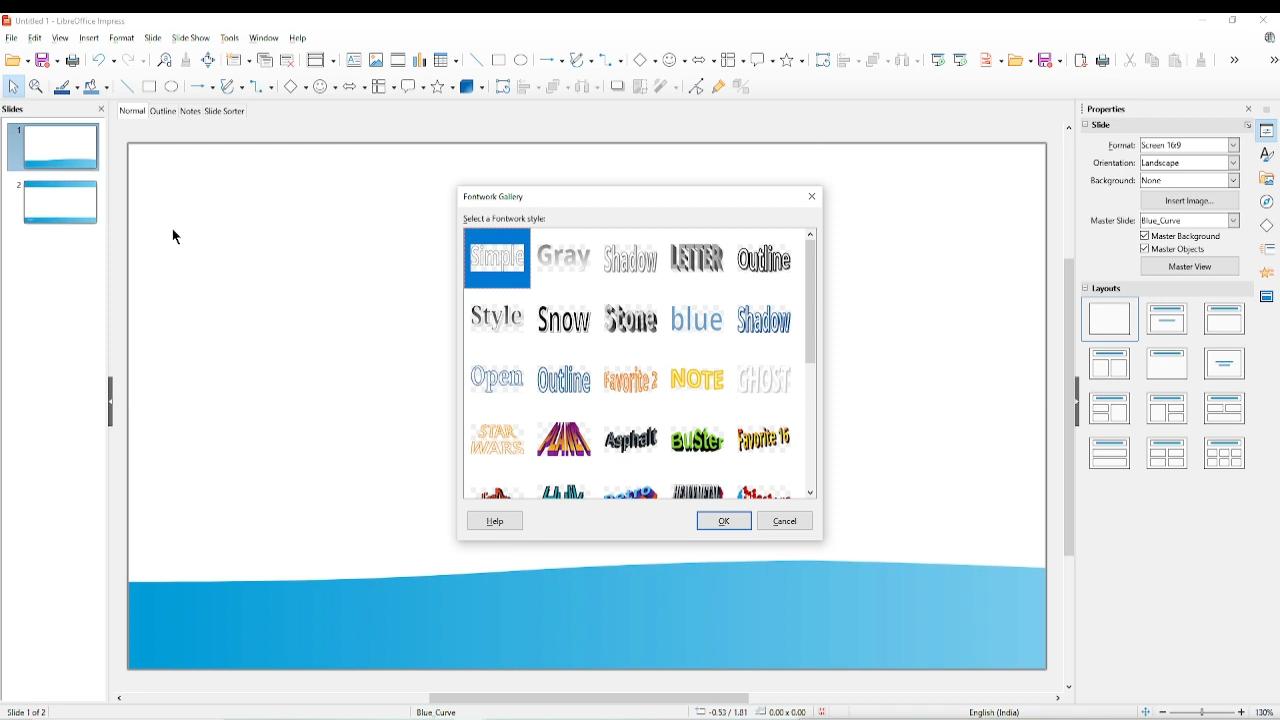 Untitled 1 - LibreOffice Impress
File Edit View Insert Format Slide Slide Show Tools Window Help
Slides
Normal Outline Notes Slide Sorter
1
2
Fontwork Gallery
Select a Fontwork style:
Simple Gray Shadow LETTER Outline
Style Snow Stone blue Shadow
Open Outline Favorite 2 NOTE GHOST
STAR WARS PLANE Asphalt BuSter Favorite 16
Help OK Cancel
Properties
Slide
Format: Screen 16:9
Orientation: Landscape
Background: None
Insert Image...
Master Slide: Blue_Curve
Master Background
Master Objects
Master View
Layouts
Slide 1 of 2 Blue_Curve -0.53 / 1.81 0.00 x 0.00 English (India) 130%